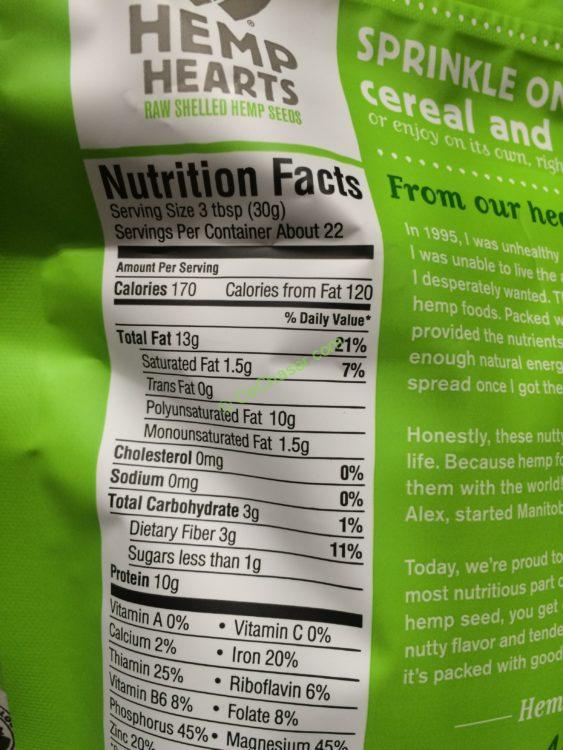 HEMP
HEARTS
RAW SHELLED HEMP SEEDS
Nutrition Facts
Serving Size 3 tbsp (30g)
Servings Per Container About 22
Amount Per Serving
Calories 170 Calories from Fat 120
% Daily Value*
Total Fat 13g 21%
Saturated Fat 1.5g 7%
Trans Fat 0g
Polyunsaturated Fat 10g
Monounsaturated Fat 1.5g
Cholesterol 0mg 0%
Sodium 0mg 0%
Total Carbohydrate 3g 1%
Dietary Fiber 3g 11%
Sugars less than 1g
Protein 10g
Vitamin A 0% • Vitamin C 0%
Calcium 2% • Iron 20%
Thiamin 25% • Riboflavin 6%
Vitamin B6 8% • Folate 8%
Phosphorus 45% • Magnesium 45%
Zinc 20%
SPRINKLE ON
cereal and
or enjoy on its own, righ
From our he
In 1995, I was unhealthy
I was unable to live the
I desperately wanted.
hemp foods. Packed
provided the nutrients
enough natural energ
spread once I got the
Honestly, these nutty
life. Because hemp
them with the world!
Alex, started Manitob
Today, we're proud to
most nutritious part
hemp seed, you get
nutty flavor and tende
it's packed with good
Hem